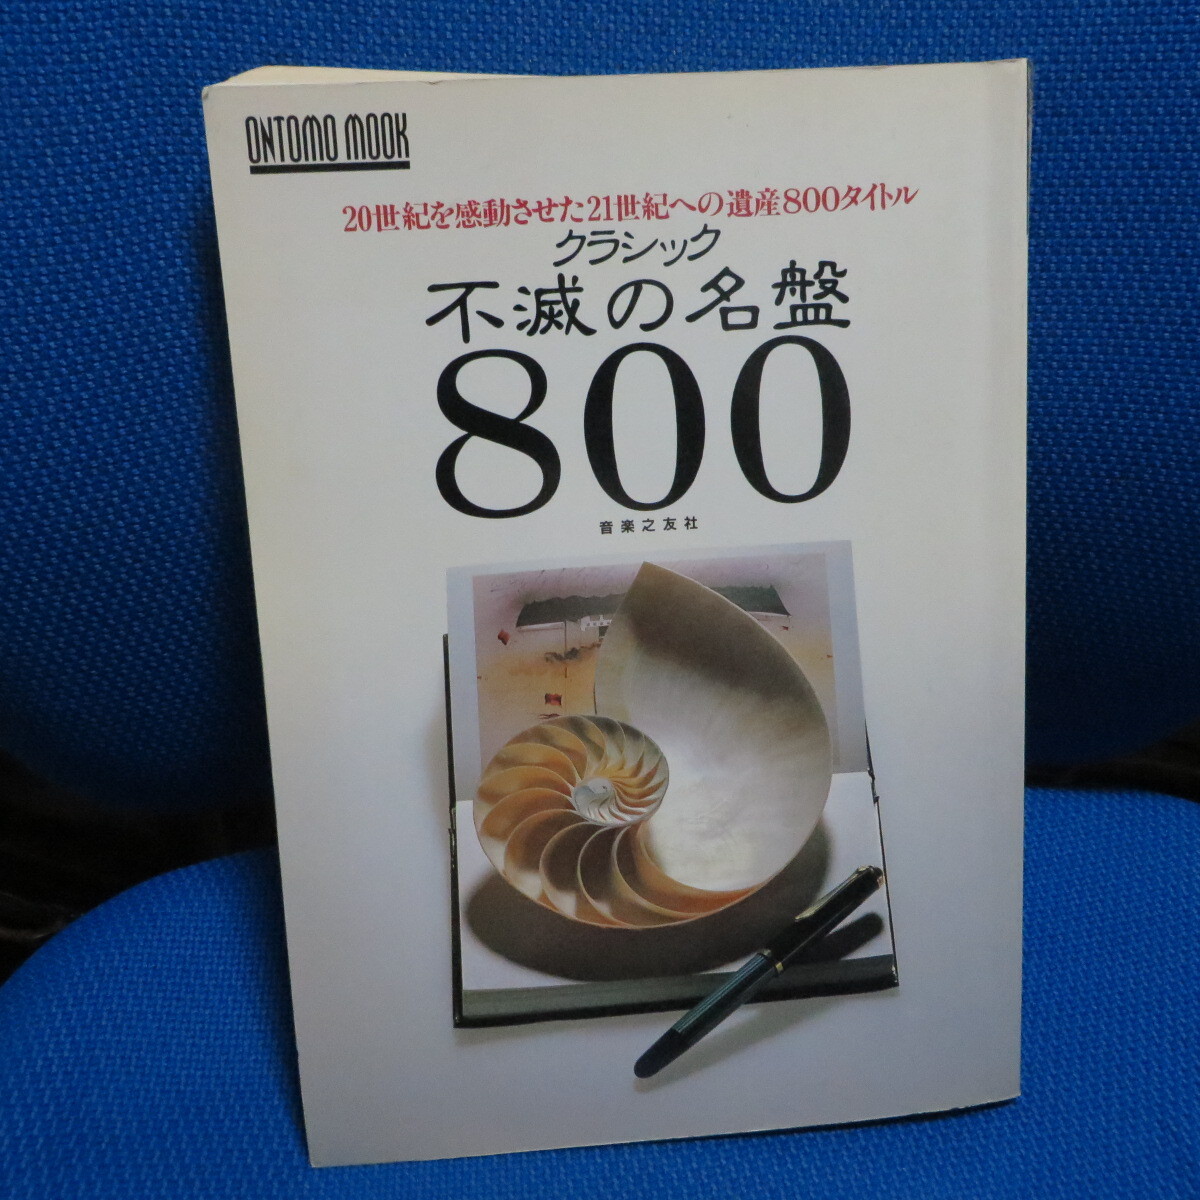 ONTOMO MOOK
20世紀を感動させた21世紀への遺産800タイトル
クラシック
不滅の名盤
800
音楽之友社